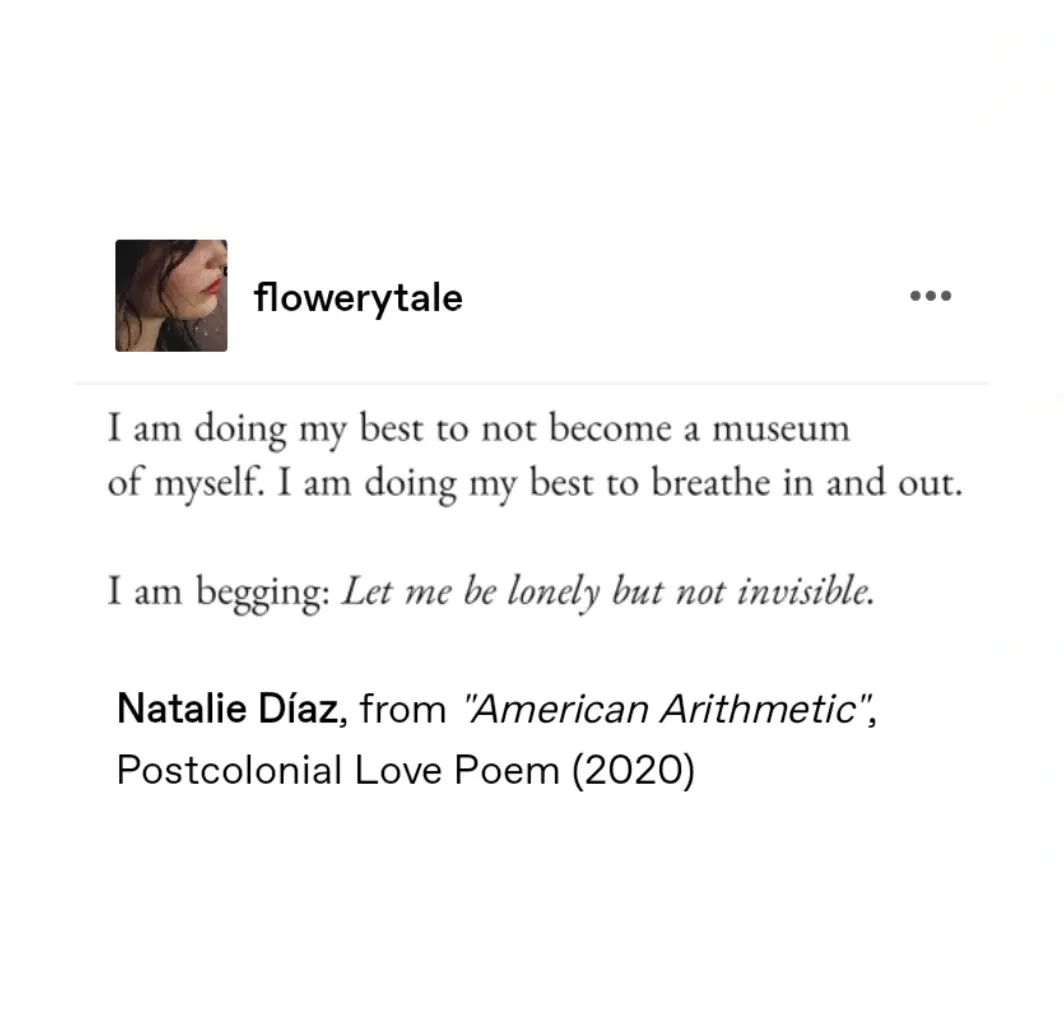 flowerytale
I am doing my best to not become a museum
of myself. I am doing my best to breathe in and out.
I am begging: Let me be lonely but not invisible.
Natalie Díaz, from "American Arithmetic",
Postcolonial Love Poem (2020)